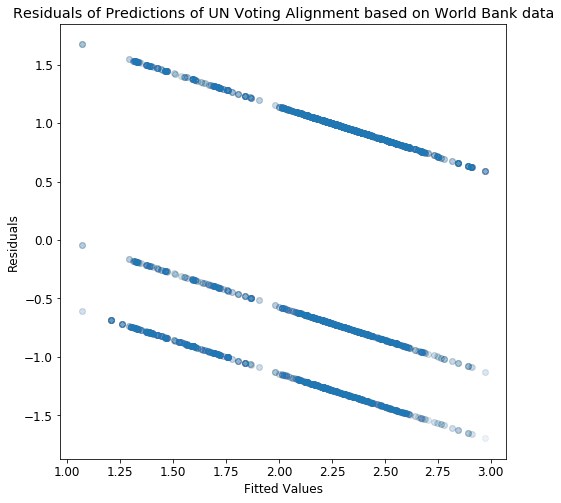 Residuals of Predictions of UN Voting Alignment based on World Bank data
1.5
1.0
0.5
0.0
−0.5
−1.0
−1.5
Residuals
1.00 1.25 1.50 1.75 2.00 2.25 2.50 2.75 3.00
Fitted Values